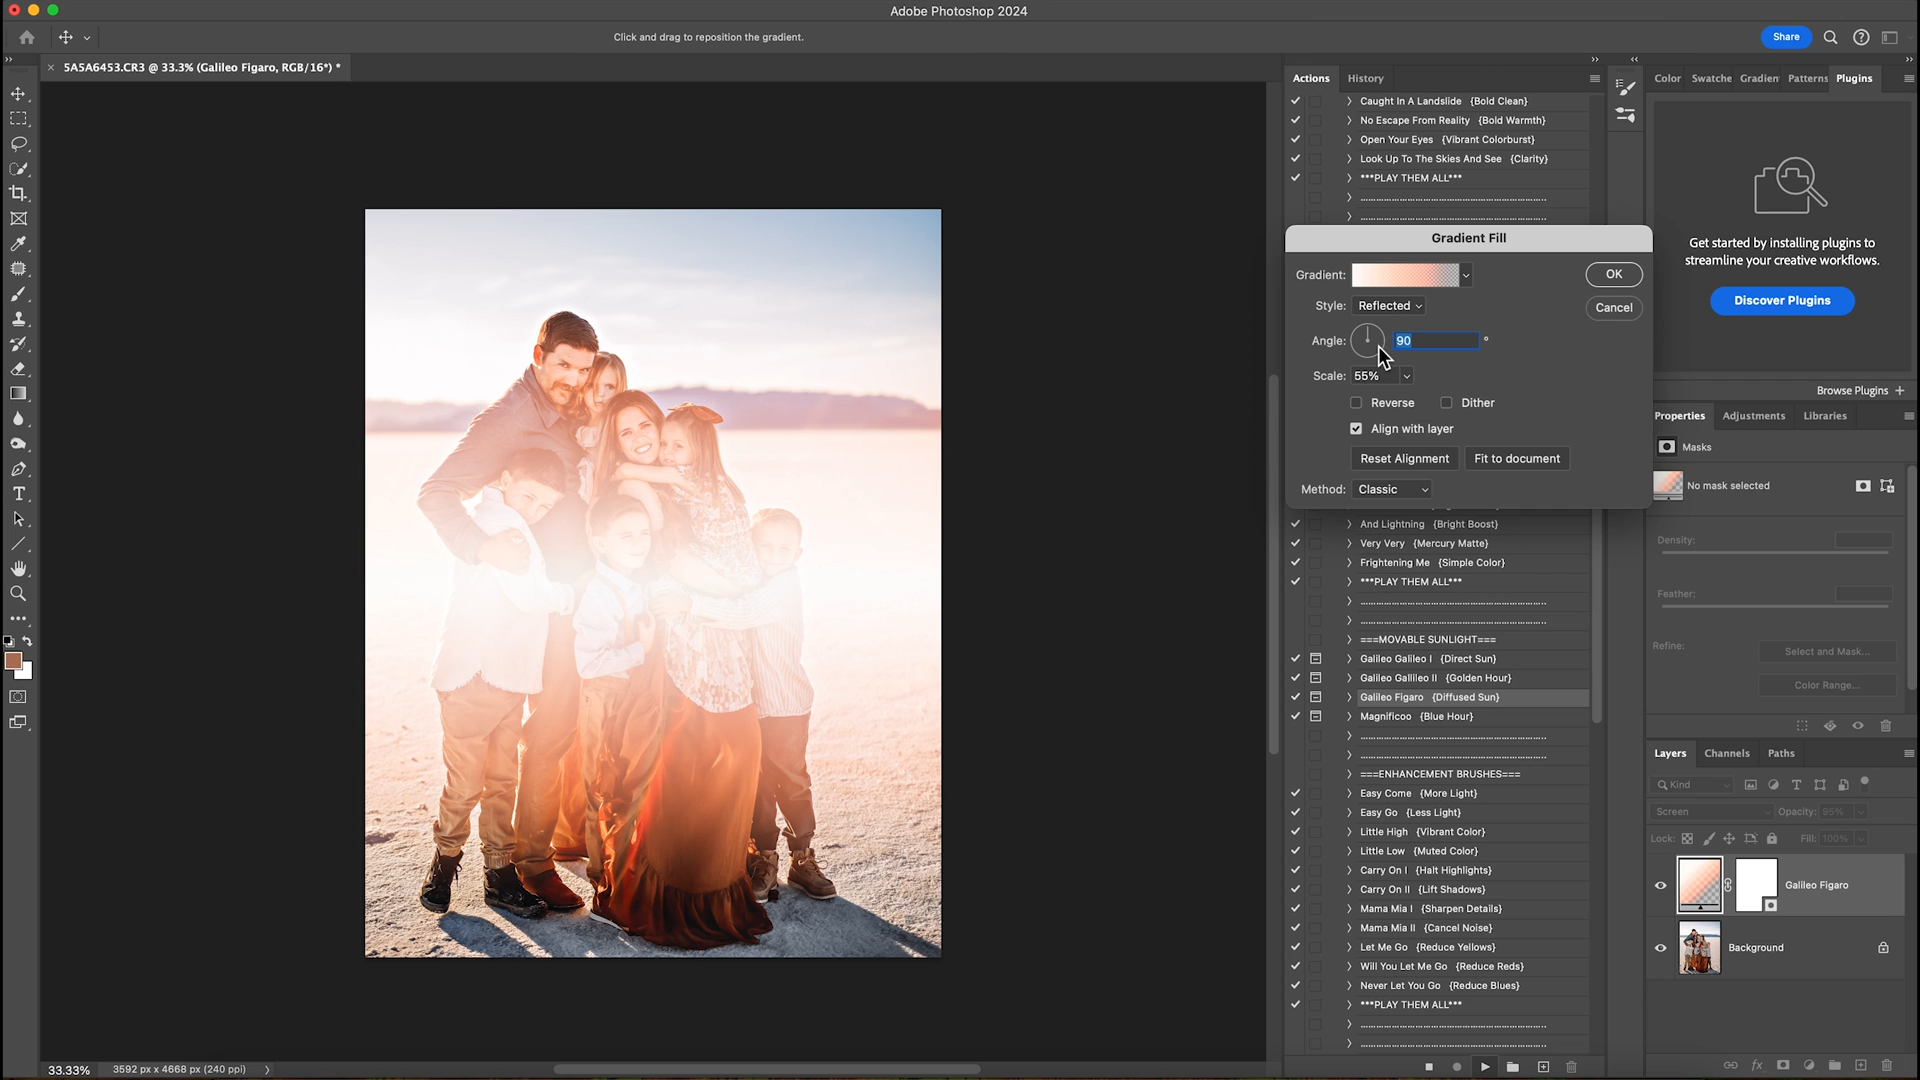 Adobe Photoshop 2024
Click and drag to reposition the gradient.
Share
5A5A6453.CR3 @ 33.3% (Galileo Figaro, RGB/16*) *
Actions
History
Caught In A Landslide {Bold Clean}
No Escape From Reality {Bold Warmth}
Open Your Eyes {Vibrant Colorburst}
Look Up To The Skies And See {Clarity}
***PLAY THEM ALL***
Gradient Fill
Gradient:
OK
Style: Reflected
Cancel
Angle: 90 °
Scale: 55%
Reverse
Dither
Align with layer
Reset Alignment
Fit to document
Method: Classic
And Lightning {Bright Boost}
Very Very {Mercury Matte}
Frightening Me {Simple Color}
***PLAY THEM ALL***
===MOVABLE SUNLIGHT===
Galileo Galileo I {Direct Sun}
Galileo Gallileo II {Golden Hour}
Galileo Figaro {Diffused Sun}
Magnificoo {Blue Hour}
===ENHANCEMENT BRUSHES===
Easy Come {More Light}
Easy Go {Less Light}
Little High {Vibrant Color}
Little Low {Muted Color}
Carry On I {Halt Highlights}
Carry On II {Lift Shadows}
Mama Mia I {Sharpen Details}
Mama Mia II {Cancel Noise}
Let Me Go {Reduce Yellows}
Will You Let Me Go {Reduce Reds}
Never Let You Go {Reduce Blues}
***PLAY THEM ALL***
Color
Swatche
Gradien
Patterns
Plugins
Get started by installing plugins to
streamline your creative workflows.
Discover Plugins
Browse Plugins
Properties
Adjustments
Libraries
Masks
No mask selected
Density:
Feather:
Refine:
Select and Mask...
Color Range...
Layers
Channels
Paths
Kind
Screen
Opacity: 95%
Lock:
Fill: 100%
Galileo Figaro
Background
33.33%
3592 px x 4668 px (240 ppi)